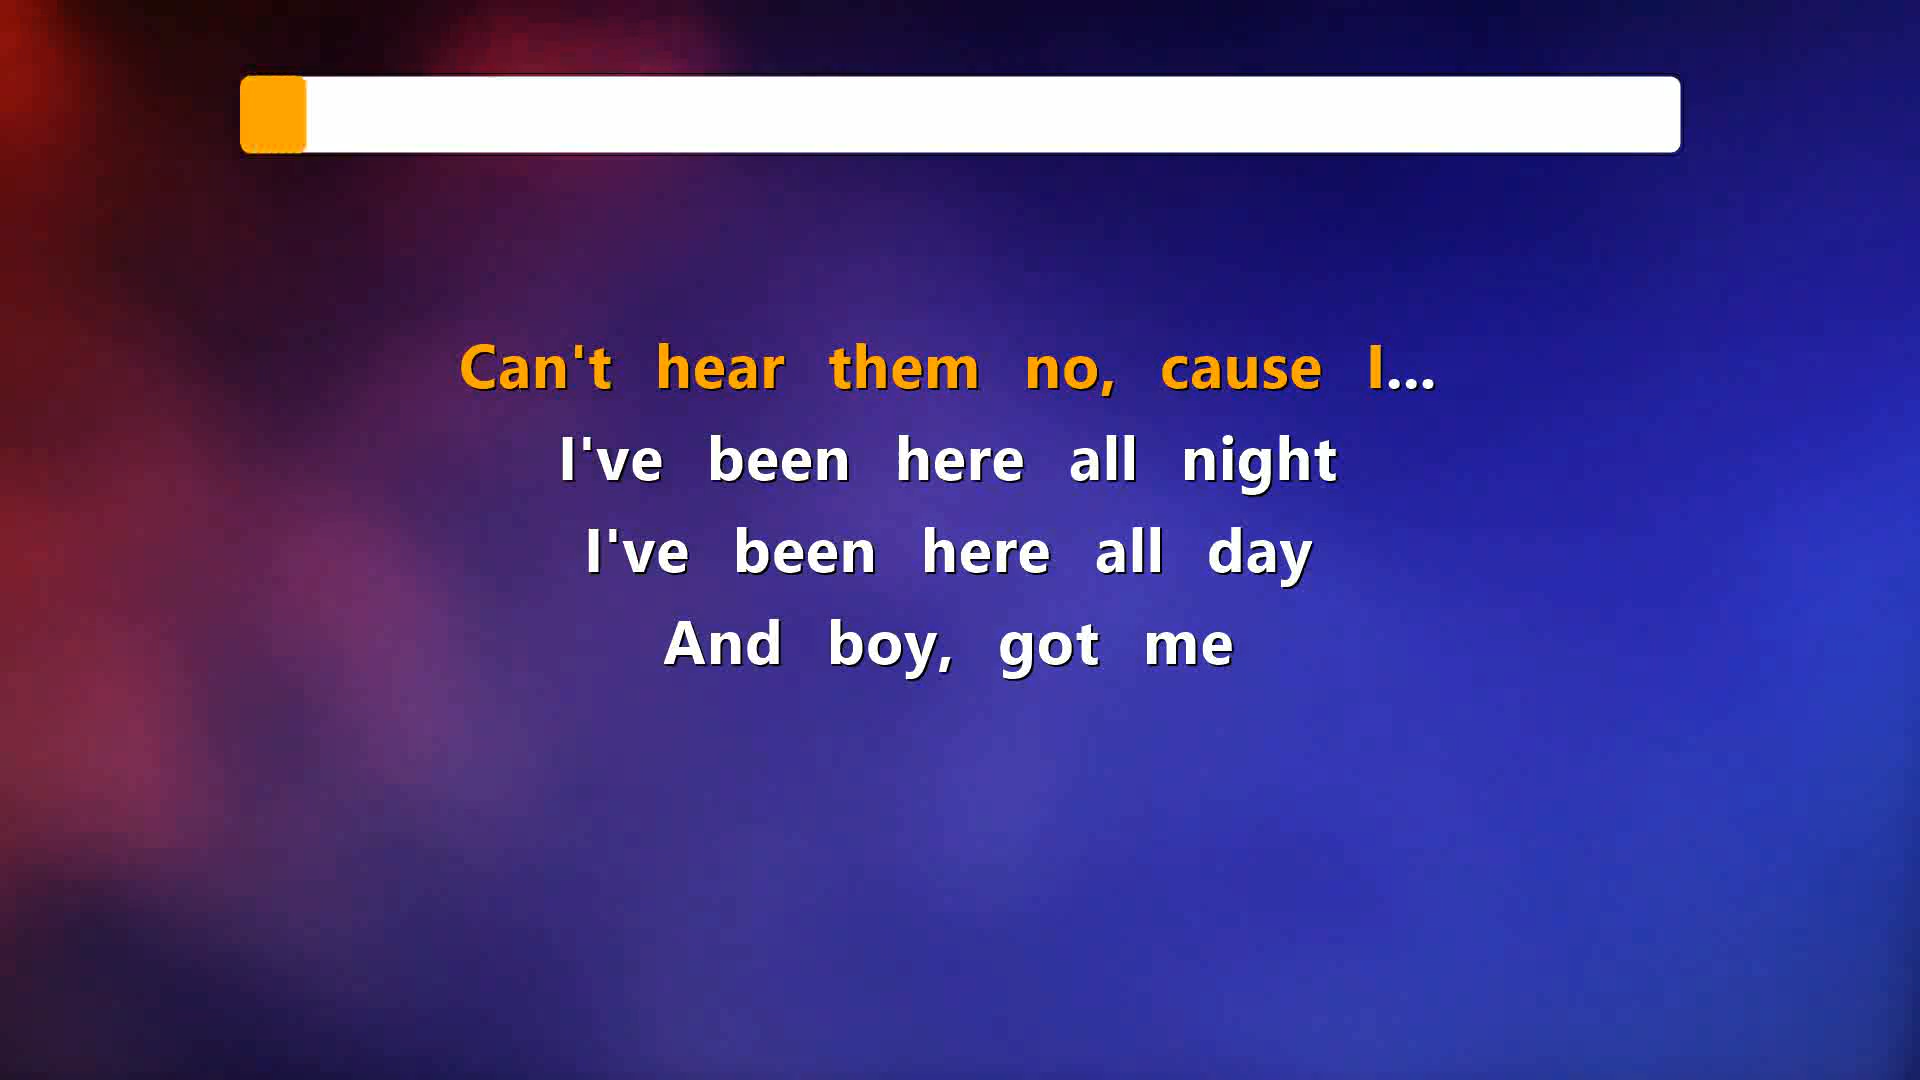 Can't hear them no, cause I...
I've been here all night
I've been here all day
And boy, got me